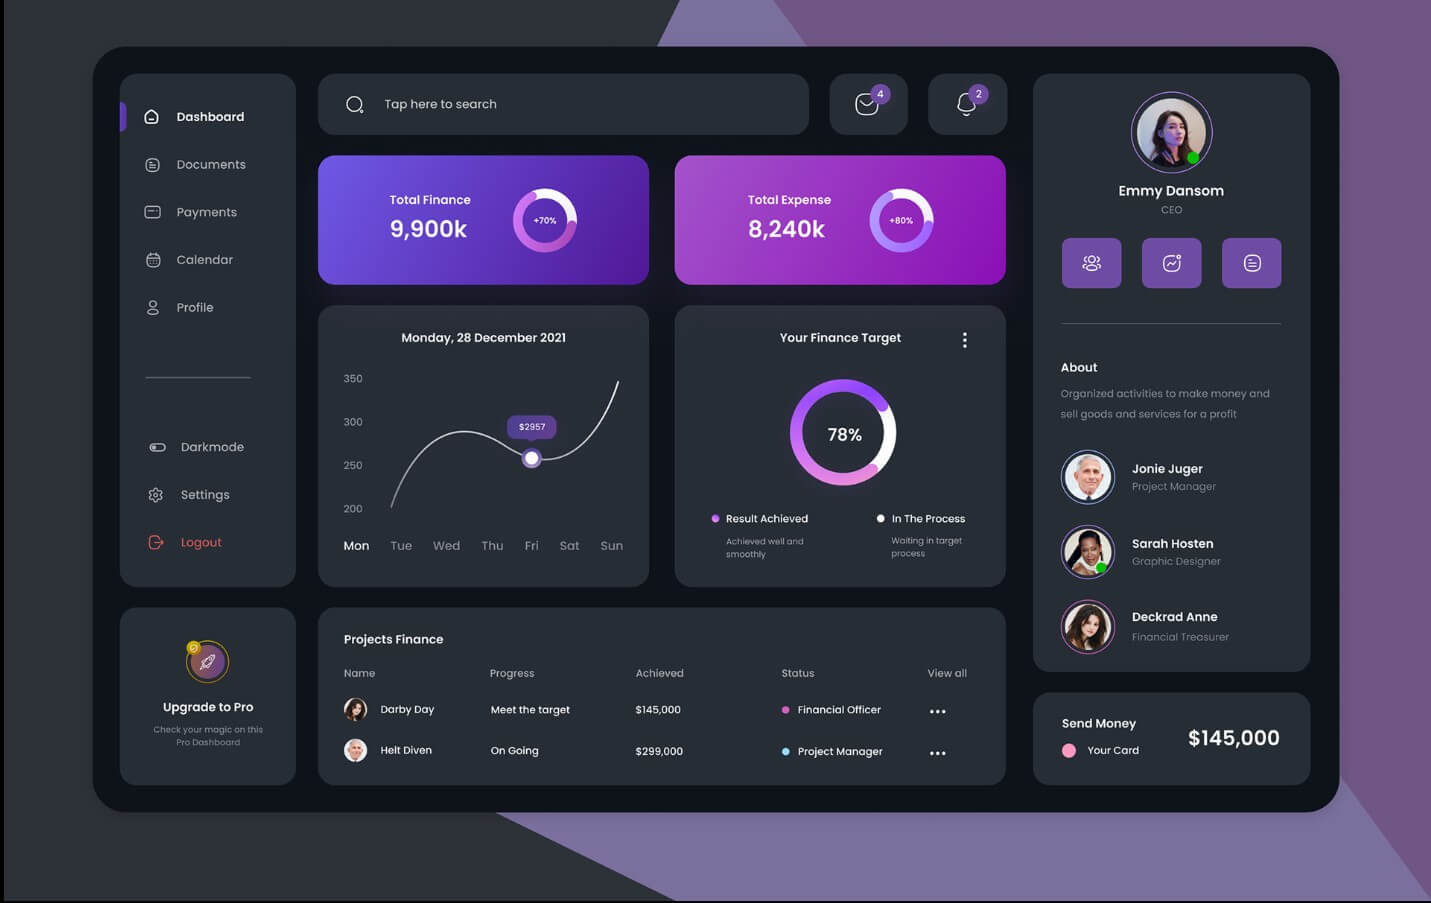 Dashboard
Documents
Payments
Calendar
Profile
Darkmode
Settings
Logout
Upgrade to Pro
Check your magic on this
Pro Dashboard
Tap here to search
4
2
Total Finance
9,900k
+70%
Total Expense
8,240k
+80%
Monday, 28 December 2021
350
300
250
200
$2957
Mon Tue Wed Thu Fri Sat Sun
Your Finance Target
78%
Result Achieved
Achieved well and
smoothly
In The Process
Waiting in target
process
Projects Finance
Name Progress Achieved Status View all
Darby Day Meet the target $145,000 Financial Officer
Helt Diven On Going $299,000 Project Manager
Emmy Dansom
CEO
About
Organized activities to make money and
sell goods and services for a profit
Jonie Juger
Project Manager
Sarah Hosten
Graphic Designer
Deckrad Anne
Financial Treasurer
Send Money
Your Card
$145,000